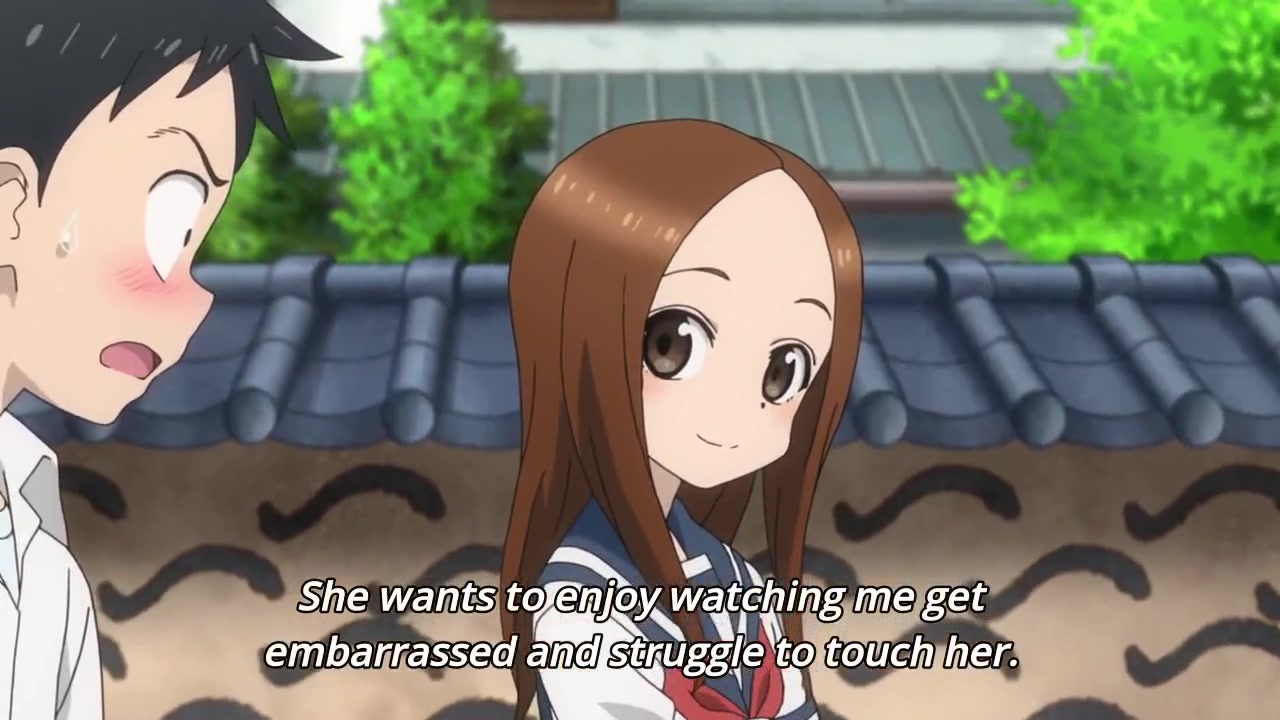 She wants to enjoy watching me get
embarrassed and struggle to touch her.